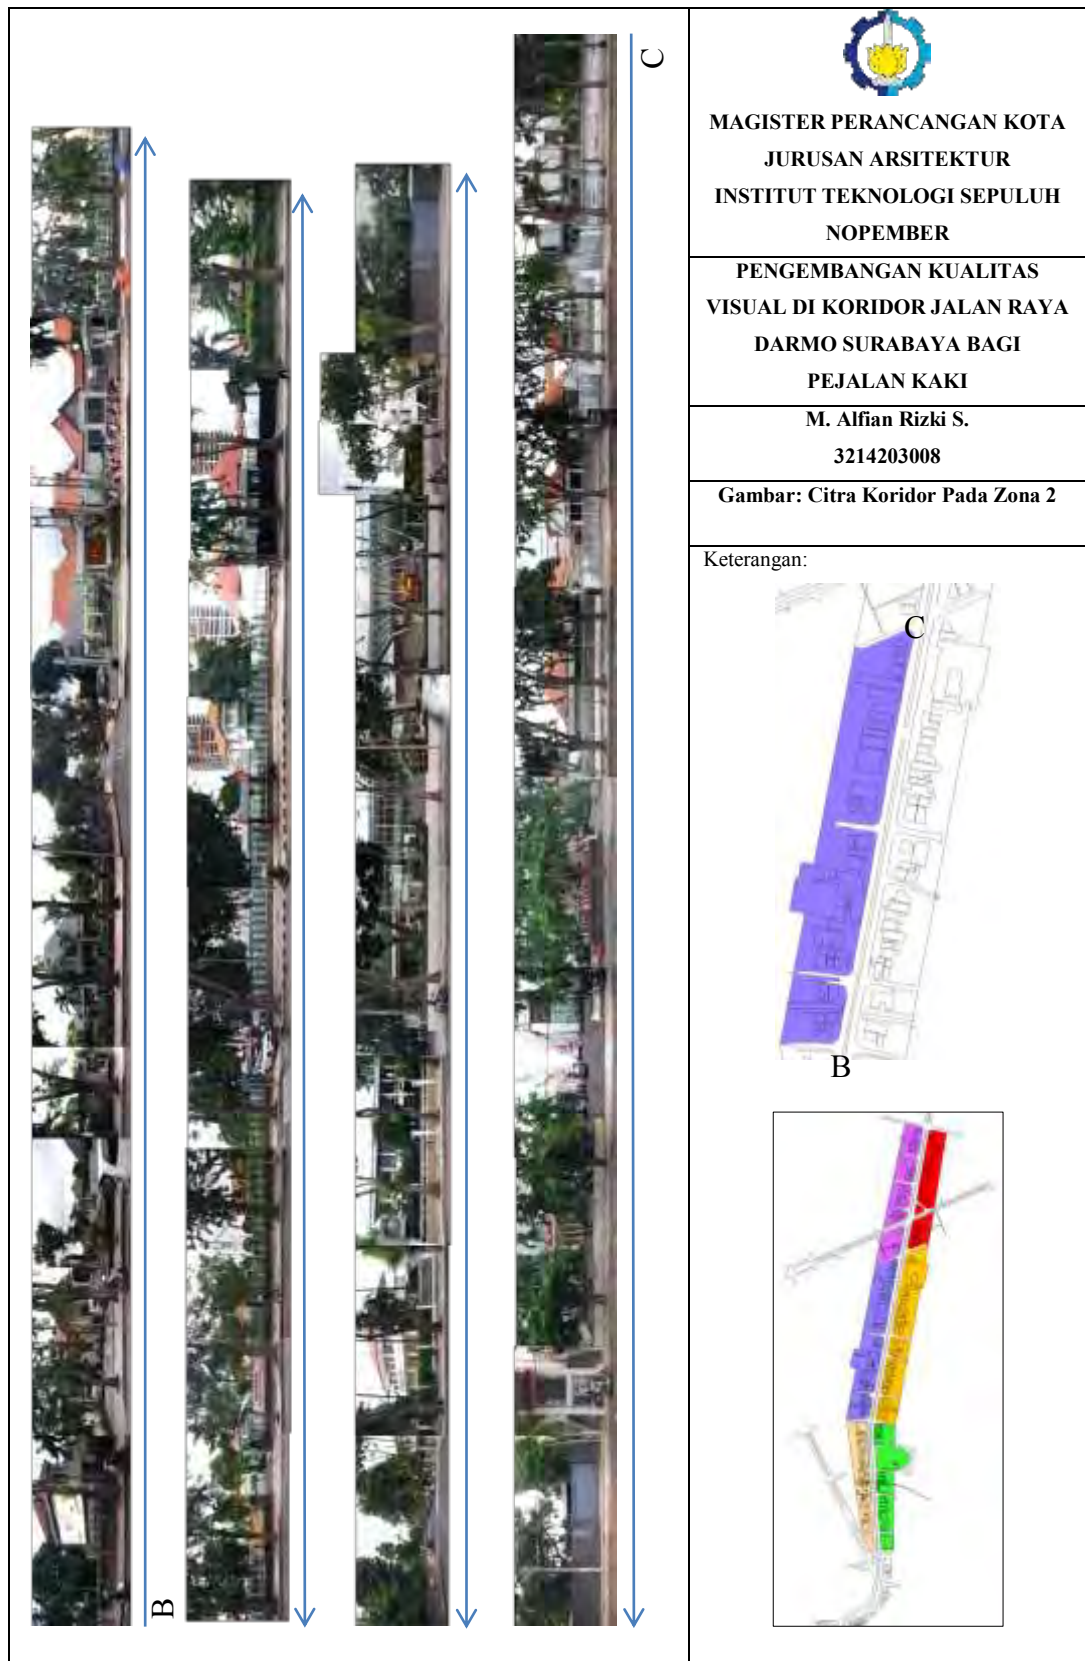 MAGISTER PERANCANGAN KOTA
JURUSAN ARSITEKTUR
INSTITUT TEKNOLOGI SEPULUH
NOPEMBER
PENGEMBANGAN KUALITAS
VISUAL DI KORIDOR JALAN RAYA
DARMO SURABAYA BAGI
PEJALAN KAKI
M. Alfian Rizki S.
3214203008
Gambar: Citra Koridor Pada Zona 2
Keterangan:
C
B
C
B